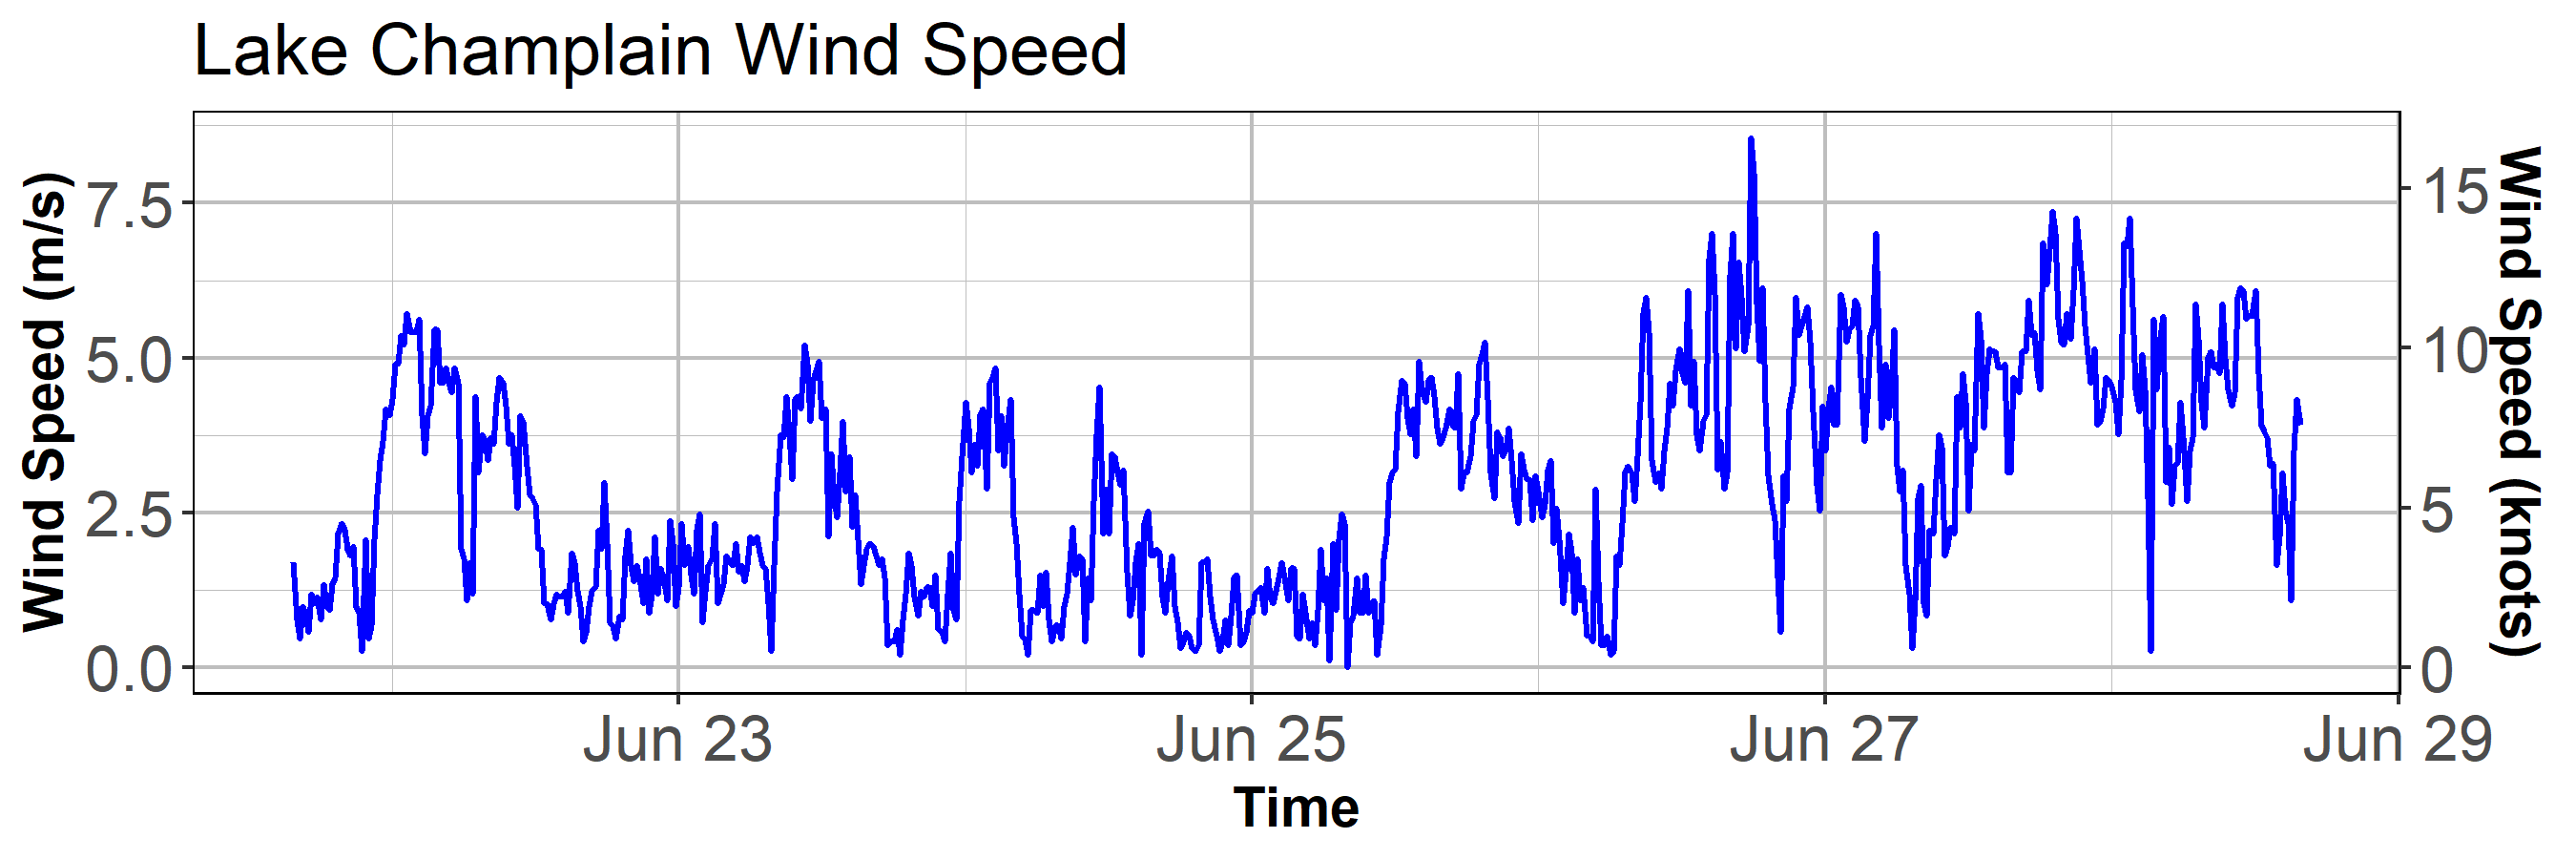 Lake Champlain Wind Speed
Wind Speed (m/s)
7.5
5.0
2.5
0.0
15
10
5
0
Wind Speed (knots)
Jun 23
Jun 25
Jun 27
Jun 29
Time